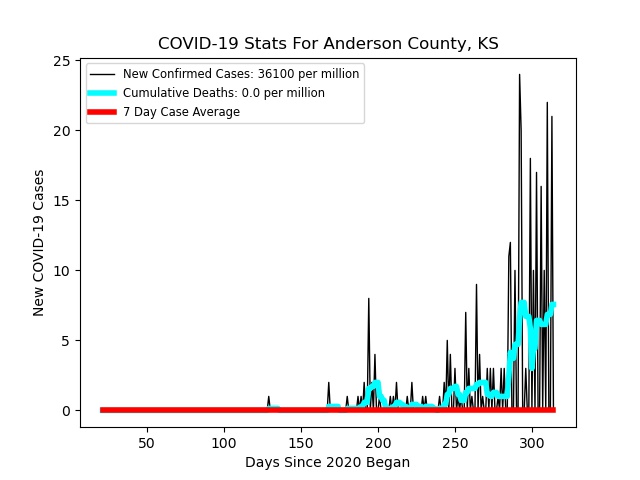 COVID-19 Stats For Anderson County, KS
New Confirmed Cases: 36100 per million
Cumulative Deaths: 0.0 per million
7 Day Case Average
New COVID-19 Cases
25
20
15
10
5
0
50
100
150
200
250
300
Days Since 2020 Began